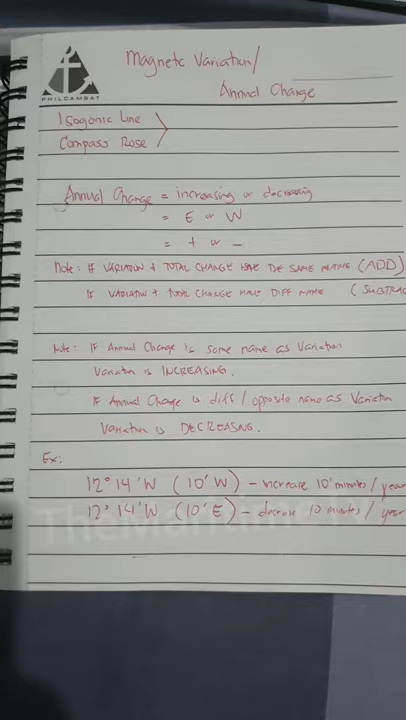 Magnetic Variation/
Annual Change
PHILCAMSAT
Isogonic Line
Compass Rose
Annual Change = increasing or decreasing
= E or W
= + or -
Note: IF VARIATION & TOTAL CHANGE HAVE THE SAME NAME (ADD)
IF VARIATION & TOTAL CHANGE HAVE DIFF NAME (SUBTRAC
Note: IF Annual Change is same name as Variation
Variation is INCREASING.
IF Annual Change is diff/opposite name as Variation
Variation is DECREASNG.
Ex:
12° 14' W (10' W) - increase 10 minutes / year
12° 14' W (10' E) - decrease 10 minutes / year